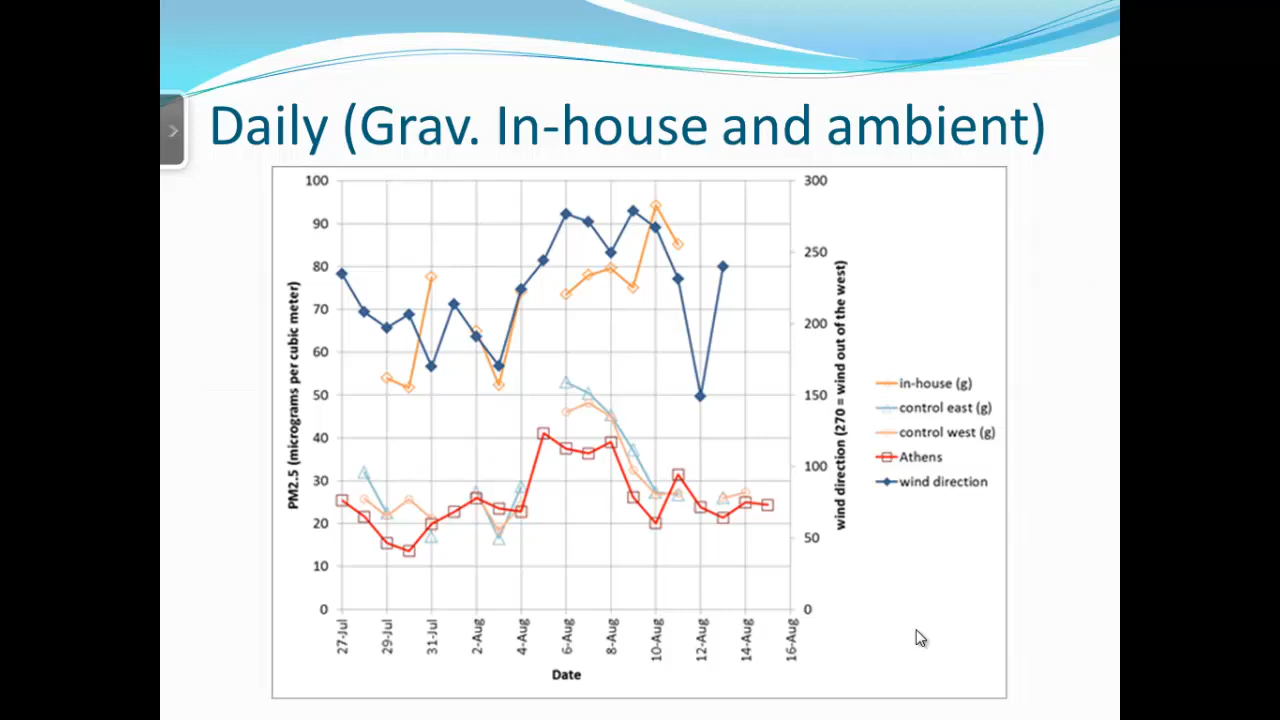 Daily (Grav. In-house and ambient)
100
90
80
70
60
50
40
30
20
10
0
PM2.5 (micrograms per cubic meter)
300
250
200
150
100
50
0
wind direction (270 = wind out of the west)
in-house (g)
control east (g)
control west (g)
Athens
wind direction
27-Jul
29-Jul
31-Jul
2-Aug
4-Aug
6-Aug
8-Aug
10-Aug
12-Aug
14-Aug
16-Aug
Date